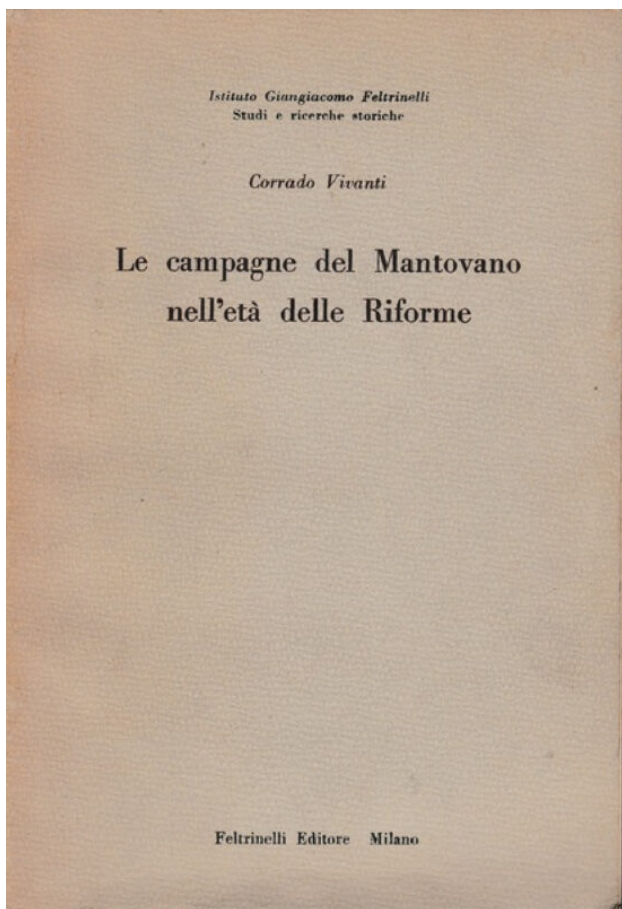 Istituto Giangiacomo Feltrinelli
Studi e ricerche storiche
Corrado Vivanti
Le campagne del Mantovano
nell'età delle Riforme
Feltrinelli Editore Milano